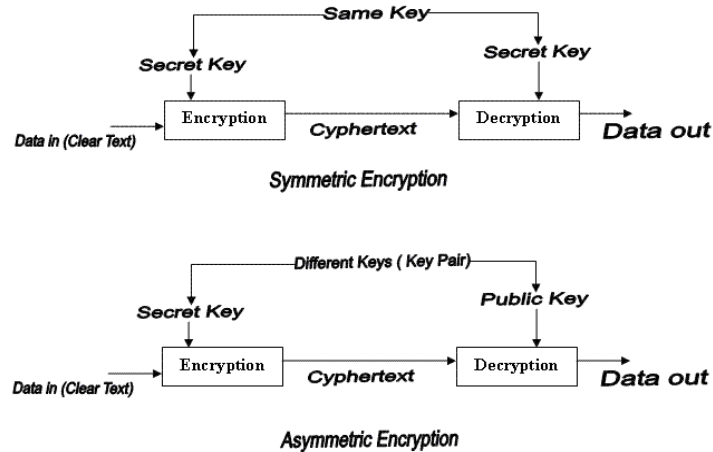 Same Key
Secret Key
Secret Key
Encryption
Decryption
Data in (Clear Text)
Cyphertext
Data out
Symmetric Encryption
Different Keys ( Key Pair)
Secret Key
Public Key
Encryption
Decryption
Data in (Clear Text)
Cyphertext
Data out
Asymmetric Encryption